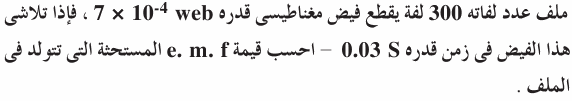 ملف عدد لفاته 300 لفة يقطع فيض مغناطيسى قدره 7 × 10⁻⁴ web ، فإذا تلاشى
هذا الفيض فى زمن قدره 0.03 S – احسب قيمة e. m. f المستحثة التى تتولد فى
الملف .